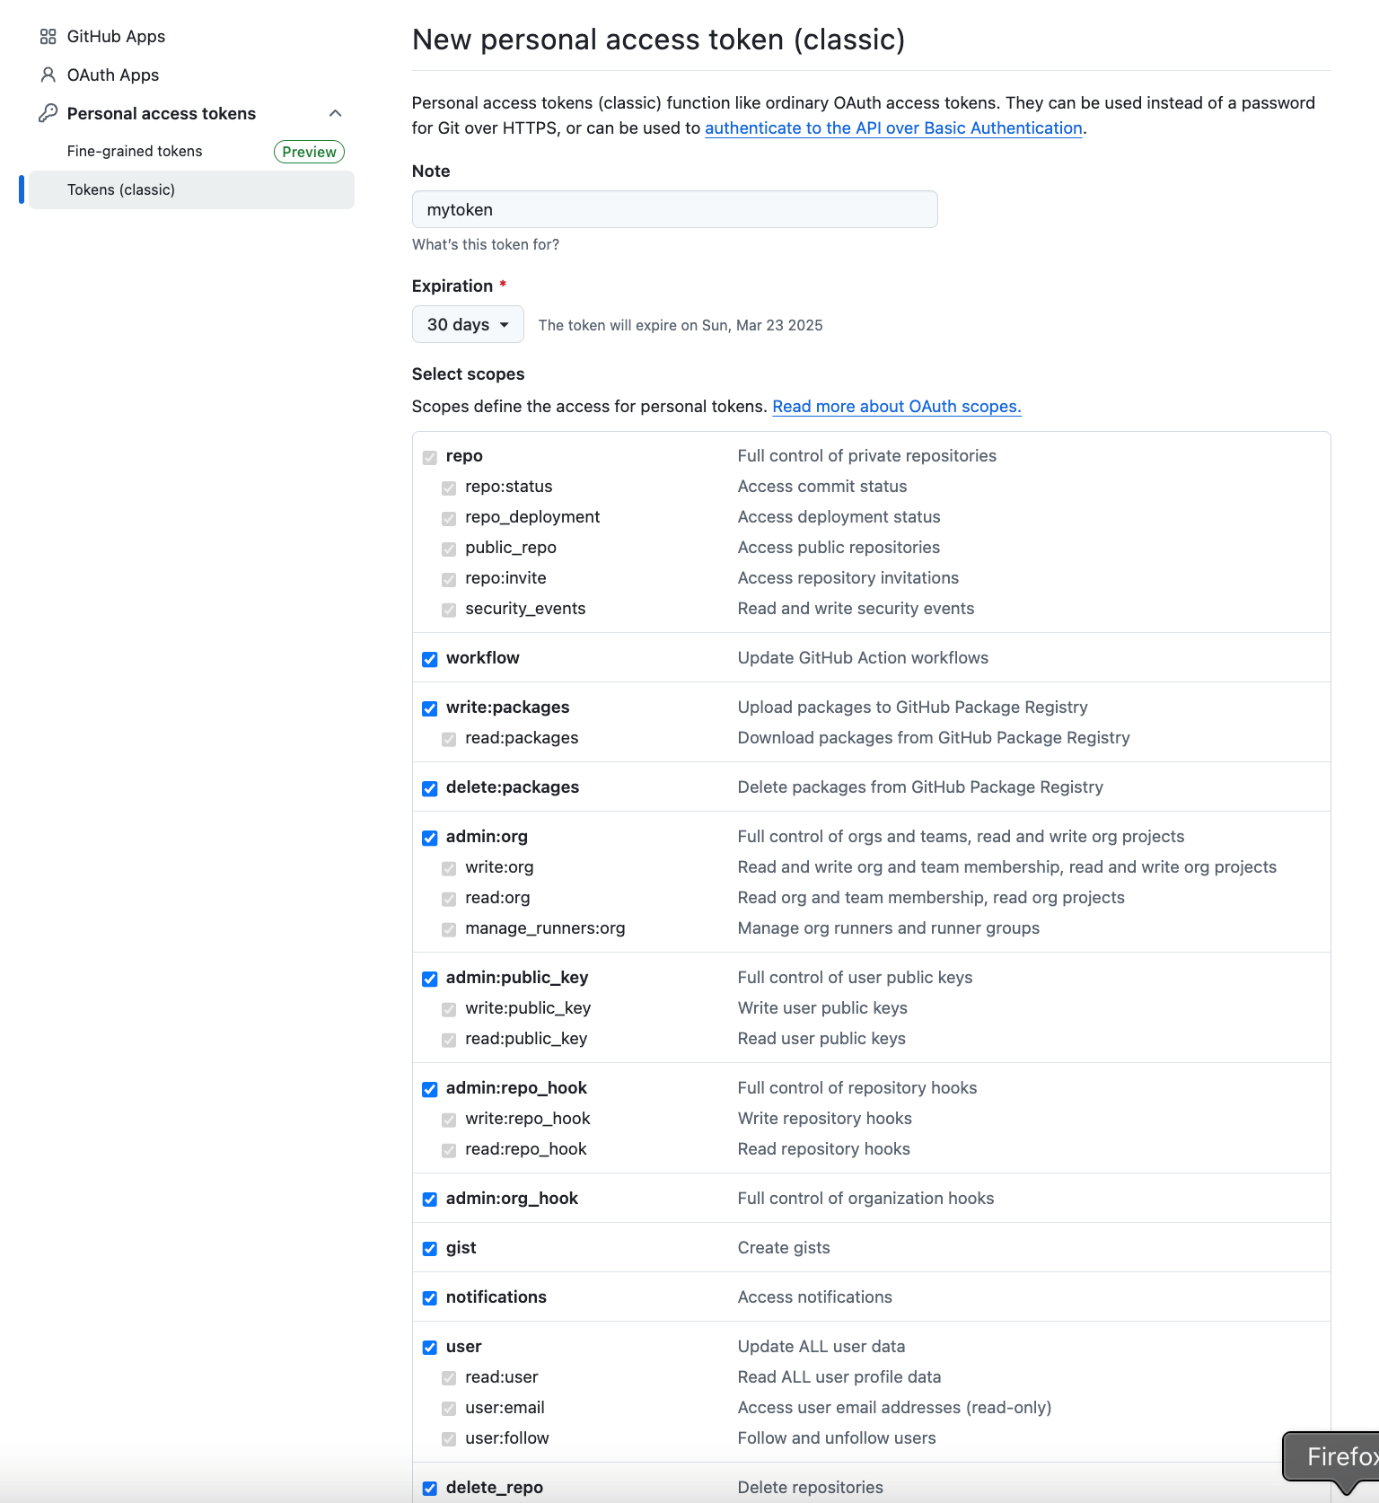 GitHub Apps
OAuth Apps
Personal access tokens
Fine-grained tokens Preview
Tokens (classic)
New personal access token (classic)
Personal access tokens (classic) function like ordinary OAuth access tokens. They can be used instead of a password
for Git over HTTPS, or can be used to authenticate to the API over Basic Authentication.
Note
mytoken
What's this token for?
Expiration *
30 days The token will expire on Sun, Mar 23 2025
Select scopes
Scopes define the access for personal tokens. Read more about OAuth scopes.
repo Full control of private repositories
repo:status Access commit status
repo_deployment Access deployment status
public_repo Access public repositories
repo:invite Access repository invitations
security_events Read and write security events
workflow Update GitHub Action workflows
write:packages Upload packages to GitHub Package Registry
read:packages Download packages from GitHub Package Registry
delete:packages Delete packages from GitHub Package Registry
admin:org Full control of orgs and teams, read and write org projects
write:org Read and write org and team membership, read and write org projects
read:org Read org and team membership, read org projects
manage_runners:org Manage org runners and runner groups
admin:public_key Full control of user public keys
write:public_key Write user public keys
read:public_key Read user public keys
admin:repo_hook Full control of repository hooks
write:repo_hook Write repository hooks
read:repo_hook Read repository hooks
admin:org_hook Full control of organization hooks
gist Create gists
notifications Access notifications
user Update ALL user data
read:user Read ALL user profile data
user:email Access user email addresses (read-only)
user:follow Follow and unfollow users
delete_repo Delete repositories
Firefox